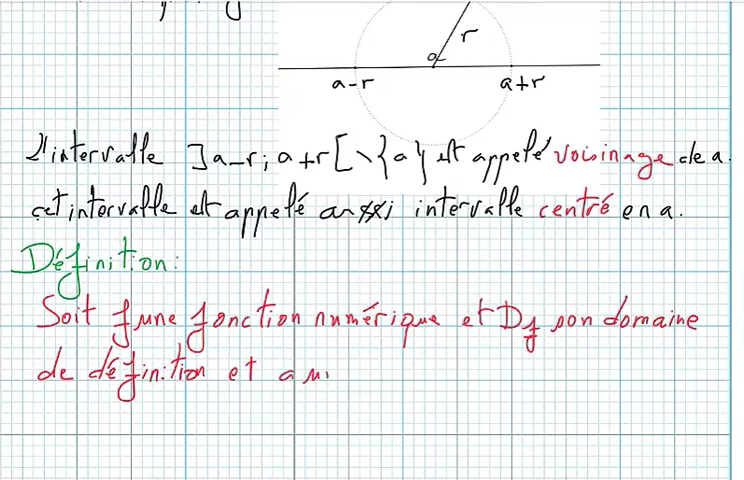 r
a
a-r
a+r
L'intervalle ]a-r; a+r[ \ {a} est appelé voisinage de a.
cet intervalle est appelé aussi intervalle centré en a.
Définition:
Soit f une fonction numérique et Df son domaine
de définition et a un